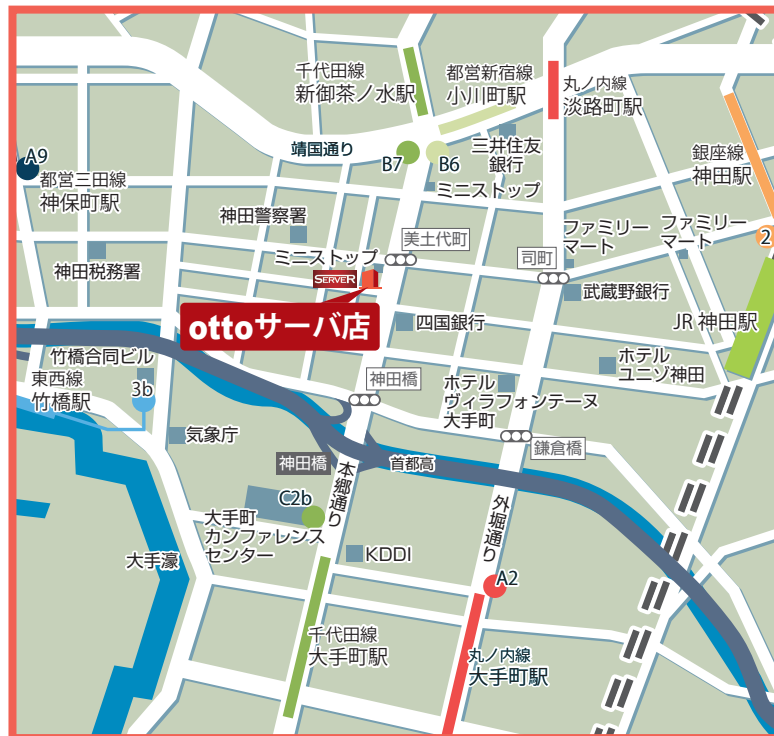 千代田線
新御茶ノ水駅
都営新宿線
小川町駅
丸ノ内線
淡路町駅
靖国通り
B7
B6
三井住友
銀行
銀座線
神田駅
A9
都営三田線
神保町駅
ミニストップ
神田警察署
美土代町
司町
ファミリー
マート
ファミリー
マート
2
神田税務署
ミニストップ
SERVER
武蔵野銀行
ottoサーバ店
四国銀行
JR 神田駅
竹橋合同ビル
東西線
竹橋駅
3b
神田橋
ホテル
ユニゾ神田
ホテル
ヴィラフォンテーヌ
大手町
気象庁
鎌倉橋
神田橋
首都高
本郷通り
外堀通り
C2b
大手町
カンファレンス
センター
大手濠
KDDI
A2
千代田線
大手町駅
丸ノ内線
大手町駅